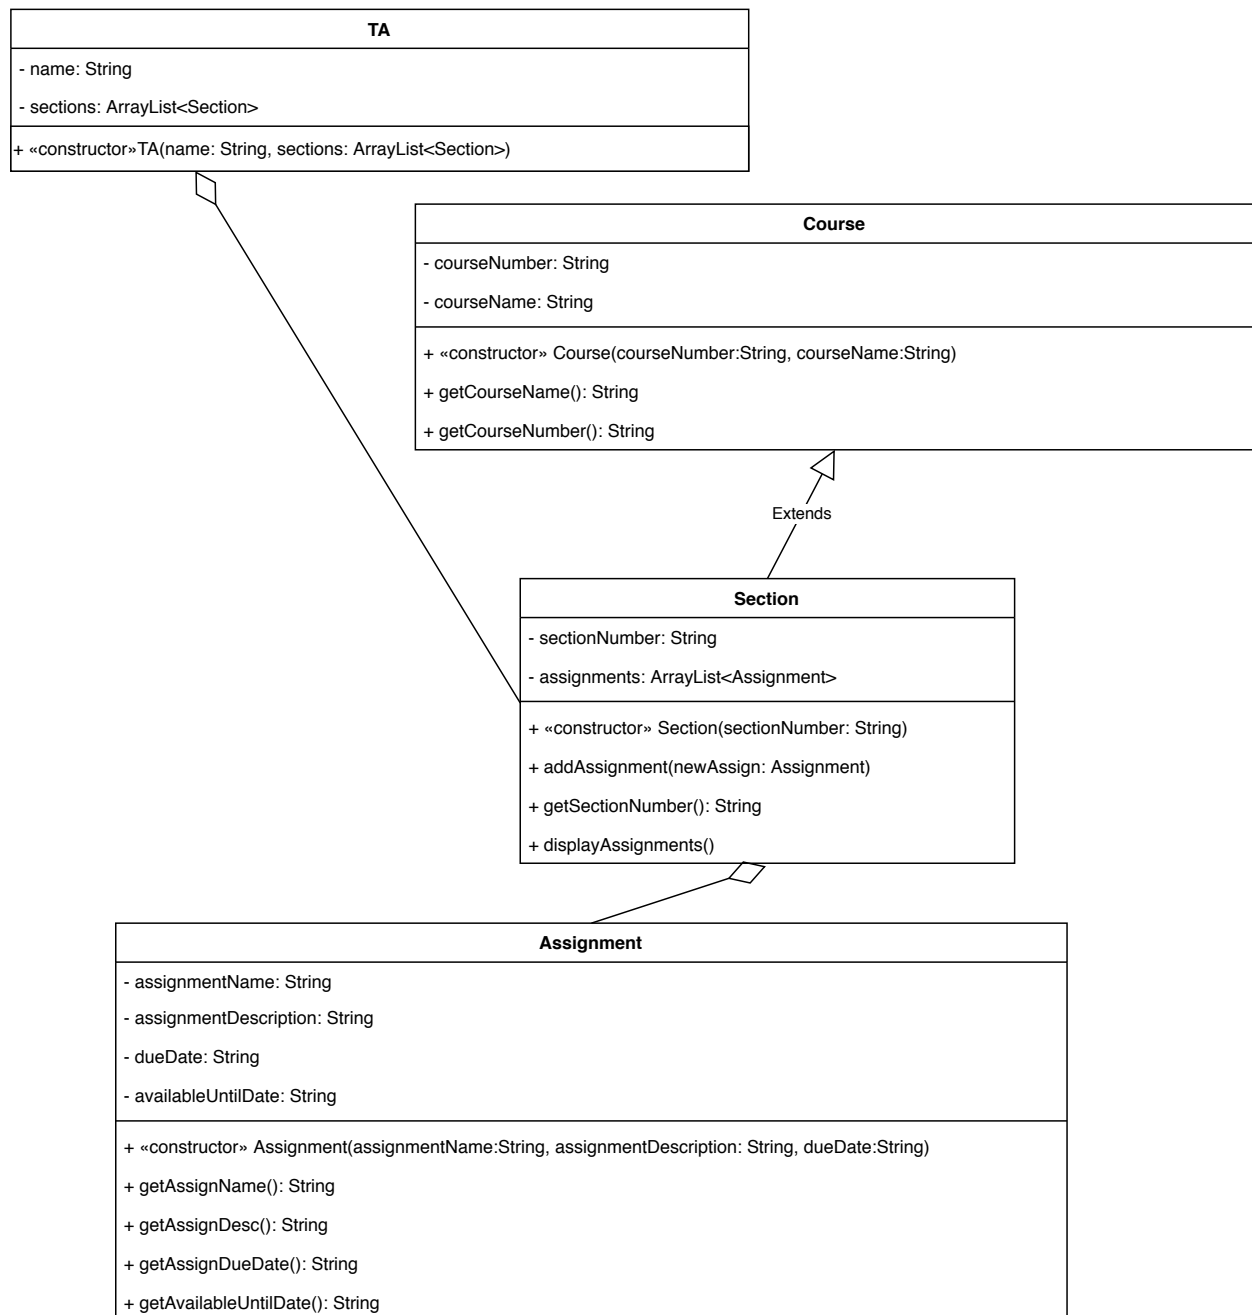 TA
- name: String
- sections: ArrayList<Section>
+ «constructor»TA(name: String, sections: ArrayList<Section>)
Course
- courseNumber: String
- courseName: String
+ «constructor» Course(courseNumber:String, courseName:String)
+ getCourseName(): String
+ getCourseNumber(): String
Extends
Section
- sectionNumber: String
- assignments: ArrayList<Assignment>
+ «constructor» Section(sectionNumber: String)
+ addAssignment(newAssign: Assignment)
+ getSectionNumber(): String
+ displayAssignments()
Assignment
- assignmentName: String
- assignmentDescription: String
- dueDate: String
- availableUntilDate: String
+ «constructor» Assignment(assignmentName:String, assignmentDescription: String, dueDate:String)
+ getAssignName(): String
+ getAssignDesc(): String
+ getAssignDueDate(): String
+ getAvailableUntilDate(): String